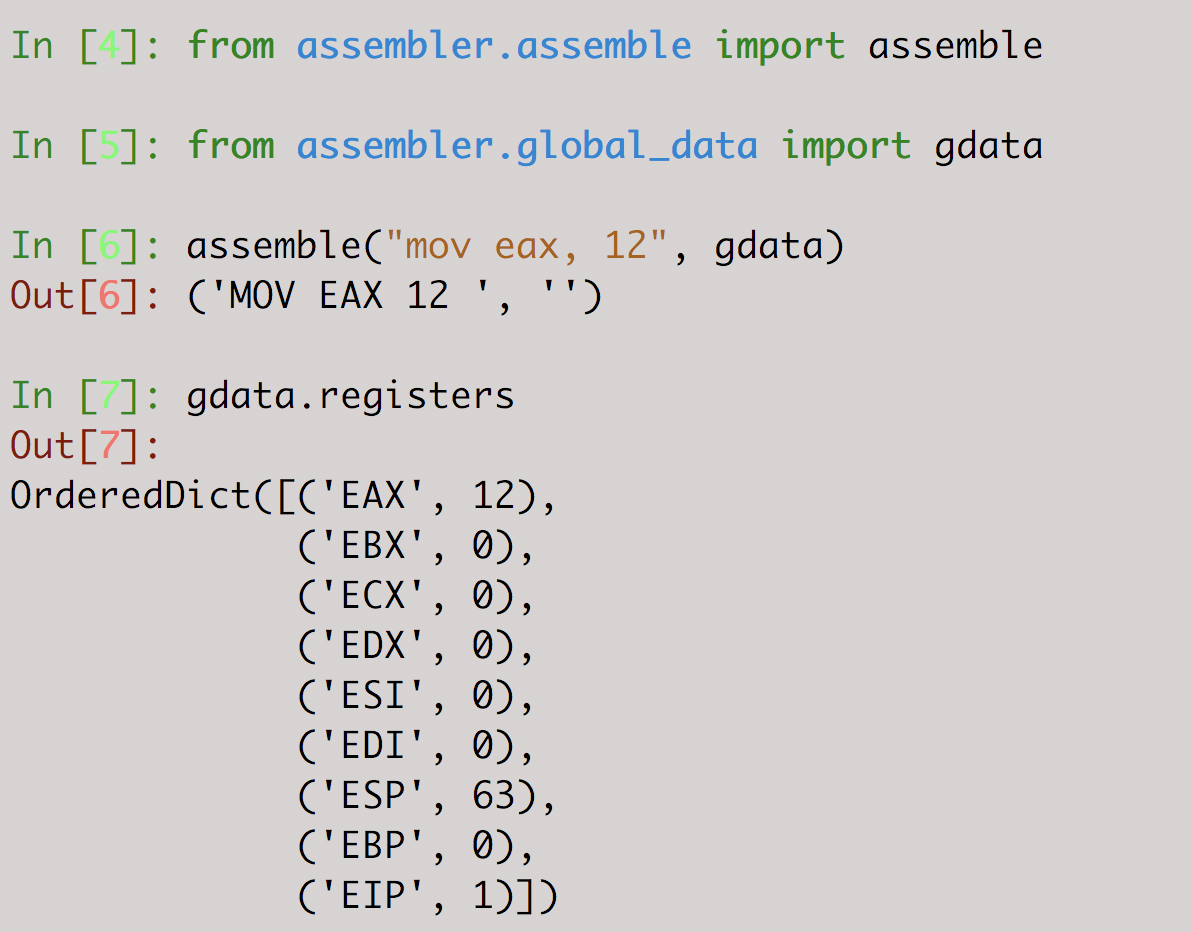 In [4]: from assembler.assemble import assemble
In [5]: from assembler.global_data import gdata
In [6]: assemble("mov eax, 12", gdata)
Out[6]: ('MOV EAX 12 ', '')
In [7]: gdata.registers
Out[7]:
OrderedDict([('EAX', 12),
             ('EBX', 0),
             ('ECX', 0),
             ('EDX', 0),
             ('ESI', 0),
             ('EDI', 0),
             ('ESP', 63),
             ('EBP', 0),
             ('EIP', 1)])